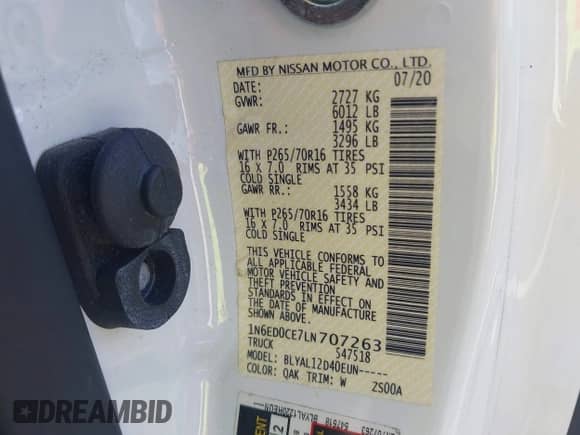 MFD BY NISSAN MOTOR CO., LTD.
DATE: 07/20
GVWR: 2727 KG
6012 LB
GAWR FR.: 1495 KG
3296 LB
WITH P265/70R16 TIRES
16 X 7.0 RIMS AT 35 PSI
COLD SINGLE
GAWR RR.: 1558 KG
3434 LB
WITH P265/70R16 TIRES
16 X 7.0 RIMS AT 35 PSI
COLD SINGLE
THIS VEHICLE CONFORMS TO
ALL APPLICABLE FEDERAL
MOTOR VEHICLE SAFETY AND
THEFT PREVENTION
STANDARDS IN EFFECT ON
THE DATE OF MANUFACTURE
SHOWN ABOVE.
1N6ED0CE7LN707263
TRUCK 547518
MODEL: BLYAL12D40EUN-----
COLOR: QAK TRIM: W 2S00A
DREAMBID